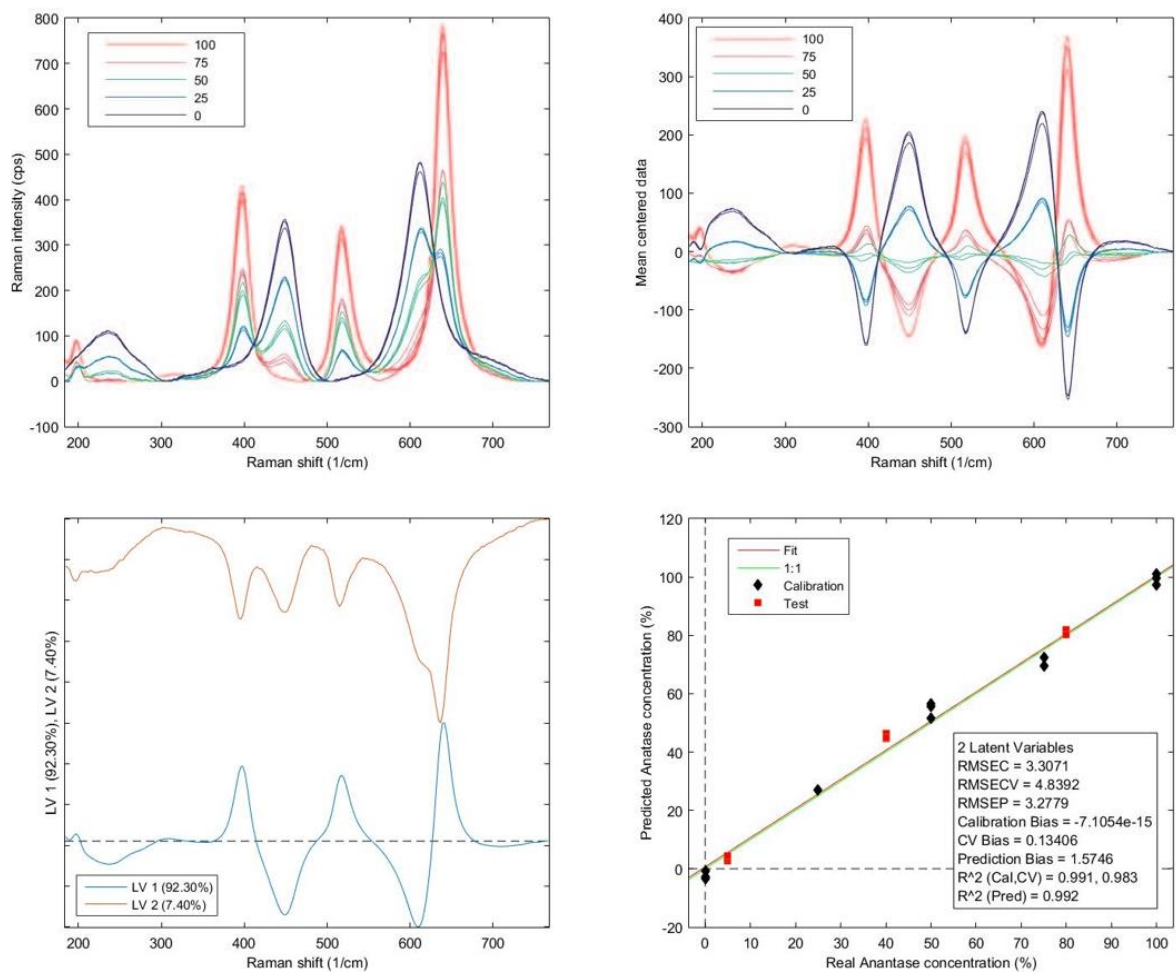 800
700
600
500
400
300
200
100
0
-100
Raman intensity (cps)
100
75
50
25
0
200 300 400 500 600 700
Raman shift (1/cm)
400
300
200
100
0
-100
-200
-300
Mean centered data
100
75
50
25
0
200 300 400 500 600 700
Raman shift (1/cm)
LV 1 (92.30%), LV 2 (7.40%)
LV 1 (92.30%)
LV 2 (7.40%)
200 300 400 500 600 700
Raman shift (1/cm)
120
100
80
60
40
20
0
-20
Predicted Anatase concentration (%)
Fit
1:1
Calibration
Test
2 Latent Variables
RMSEC = 3.3071
RMSECV = 4.8392
RMSEP = 3.2779
Calibration Bias = -7.1054e-15
CV Bias = 0.13406
Prediction Bias = 1.5746
R^2 (Cal,CV) = 0.991, 0.983
R^2 (Pred) = 0.992
0 10 20 30 40 50 60 70 80 90 100
Real Anantase concentration (%)